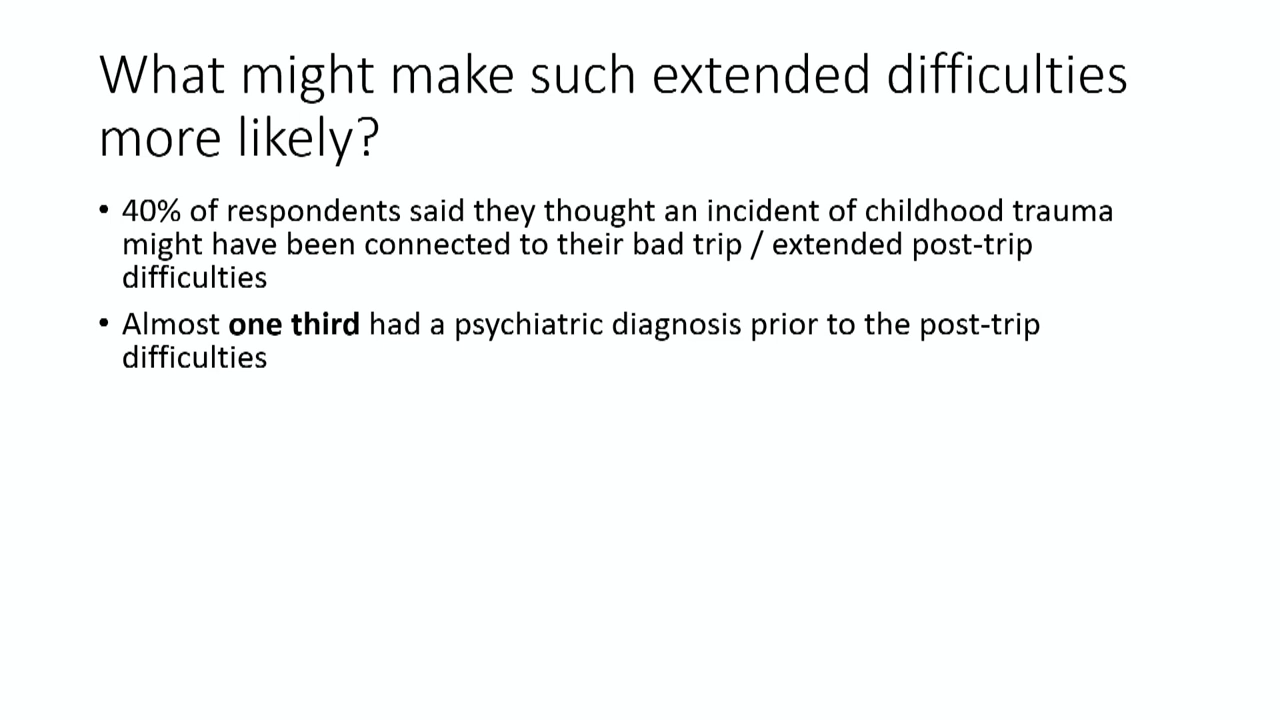 What might make such extended difficulties
more likely?
• 40% of respondents said they thought an incident of childhood trauma
might have been connected to their bad trip / extended post-trip
difficulties
• Almost one third had a psychiatric diagnosis prior to the post-trip
difficulties